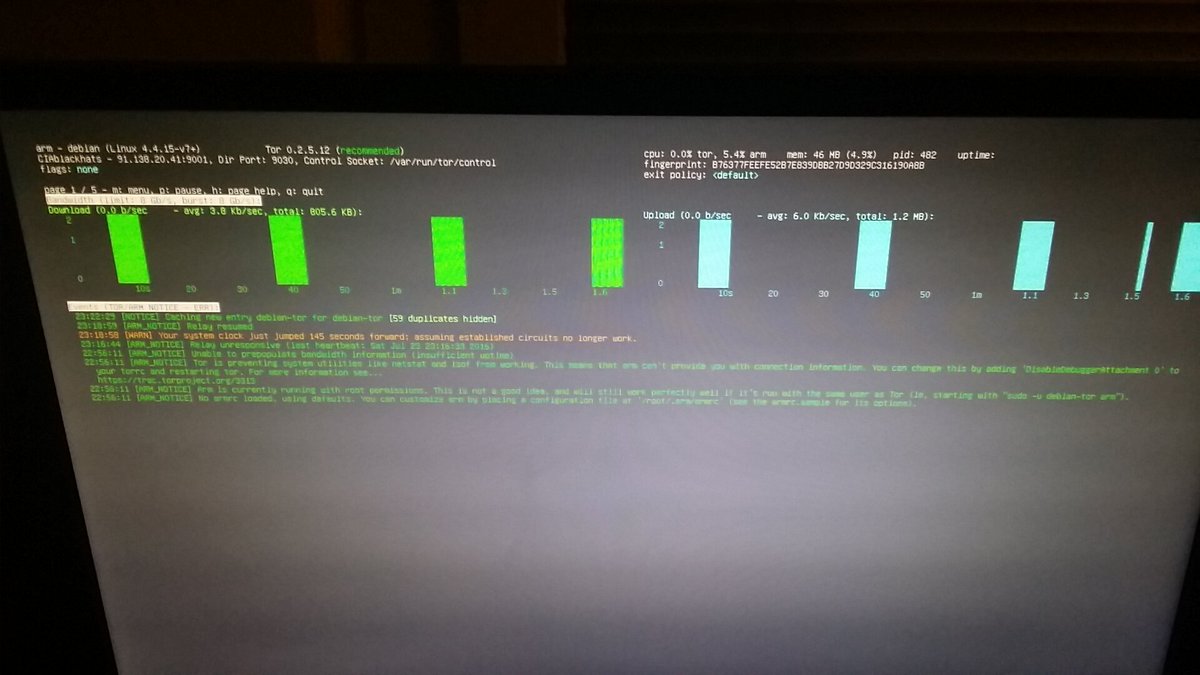 arm - debian (Linux 4.4.15-v7+) Tor 0.2.5.12 (recommended)
CIAblackhats - 91.138.20.41:9001, Dir Port: 9030, Control Socket: /var/run/tor/control
flags: none
cpu: 0.0% tor, 5.4% arm mem: 46 MB (4.9%) pid: 482 uptime:
fingerprint: B76377FEEFE52B7E839DBB27D9D329C316190A8B
exit policy: <default>
page 1 / 5 - m: menu, p: pause, h: page help, q: quit
Bandwidth (limit: 8 Gb/s, burst: 8 Gb/s):
Download (0.0 b/sec - avg: 3.8 Kb/sec, total: 805.6 KB):
Upload (0.0 b/sec - avg: 6.0 Kb/sec, total: 1.2 MB):
2
1
0
10s 20 30 40 50 1m 1.1 1.3 1.5 1.6
2
1
0
10s 20 30 40 50 1m 1.1 1.3 1.5 1.6
Events (TOR/ARM NOTICE - ERR):
23:22:29 [NOTICE] Caching new entry debian-tor for debian-tor [59 duplicates hidden]
23:18:59 [ARM_NOTICE] Relay resumed
23:18:58 [WARN] Your system clock just jumped 145 seconds forward; assuming established circuits no longer work.
23:16:44 [ARM_NOTICE] Relay unresponsive (last heartbeat: Sat Jul 23 23:16:33 2016)
22:56:11 [ARM_NOTICE] Unable to prepopulate bandwidth information (insufficient uptime)
22:56:11 [ARM_NOTICE] Tor is preventing system utilities like netstat and lsof from working. This means that arm can't provide you with connection information. You can change this by adding 'DisableDebuggerAttachment 0' to
your torrc and restarting tor. For more information see...
https://trac.torproject.org/3313
22:56:11 [ARM_NOTICE] Arm is currently running with root permissions. This is not a good idea, and will still work perfectly well if it's run with the same user as Tor (ie, starting with "sudo -u debian-tor arm").
22:56:11 [ARM_NOTICE] No armrc loaded, using defaults. You can customize arm by placing a configuration file at '/root/.arm/armrc' (see the armrc.sample for its options).